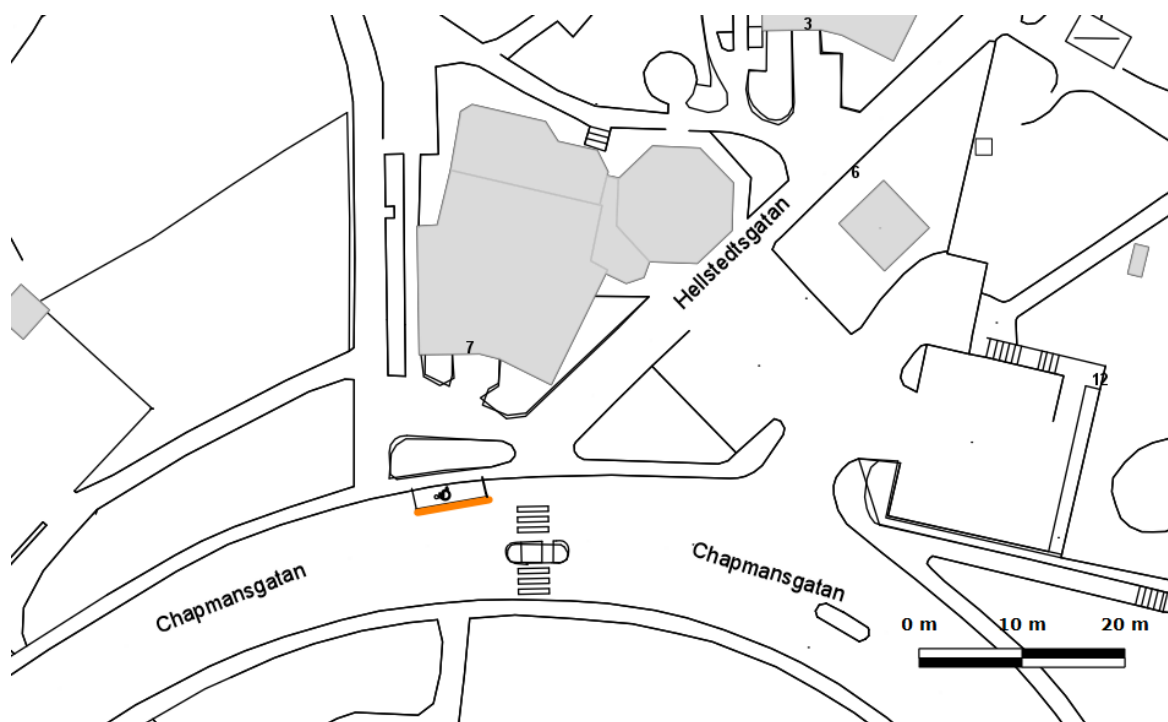 3
6
Hellstedtsgatan
7
12
Chapmansgatan
Chapmansgatan
0 m 10 m 20 m